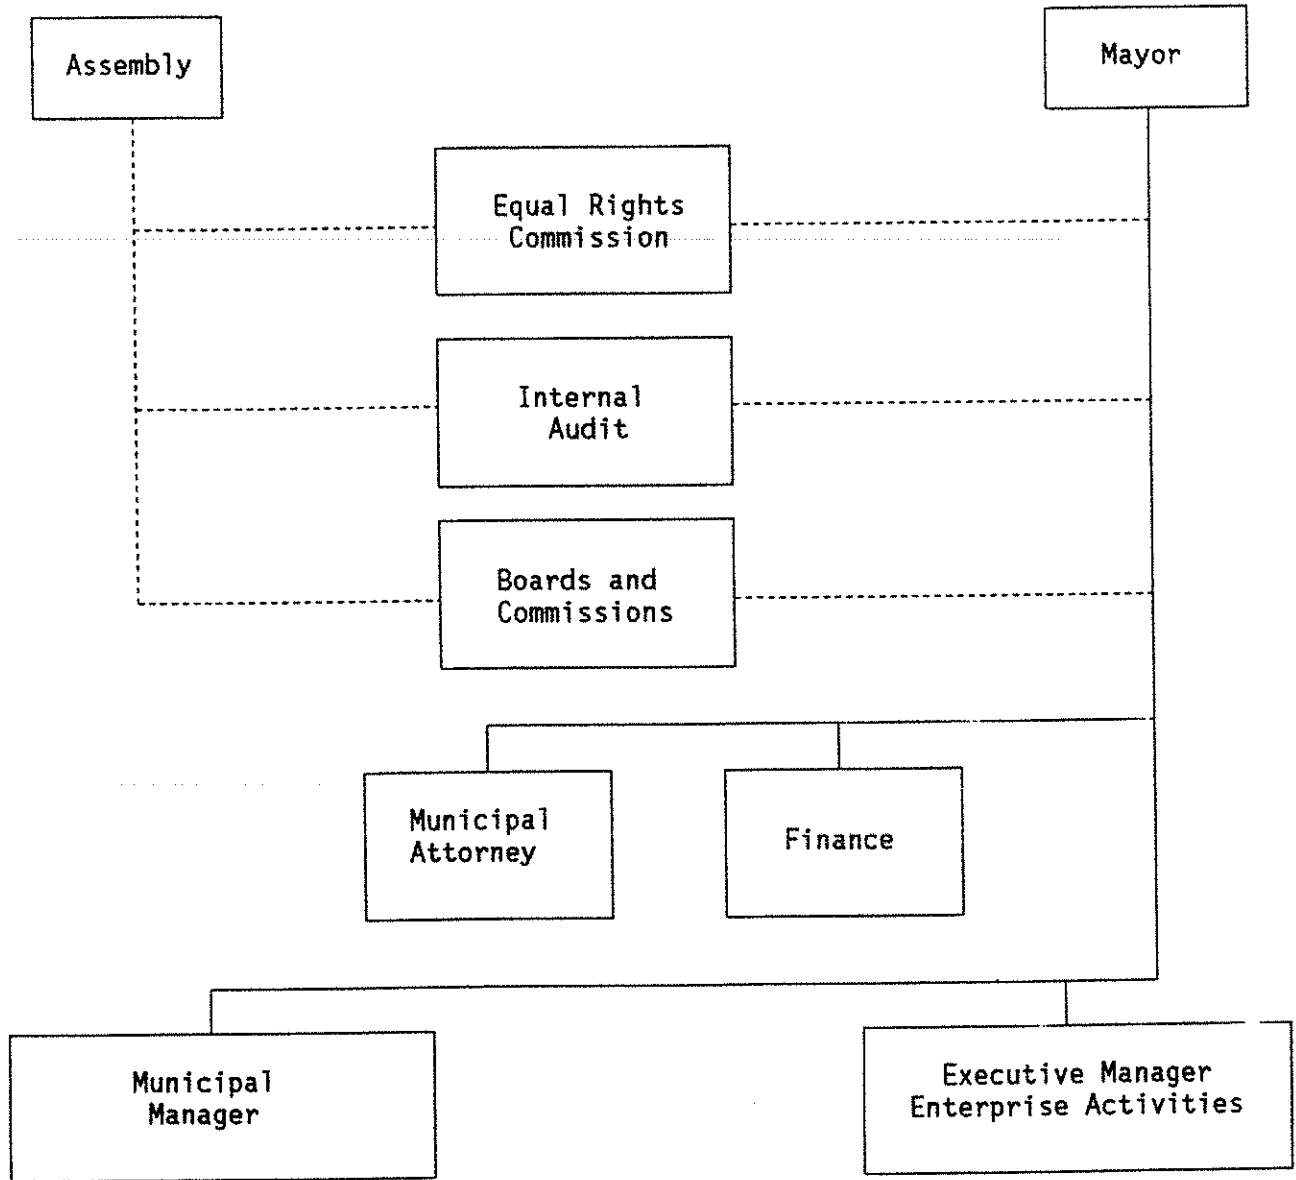 Assembly
Mayor
Equal Rights
Commission
Internal
Audit
Boards and
Commissions
Municipal
Attorney
Finance
Municipal
Manager
Executive Manager
Enterprise Activities